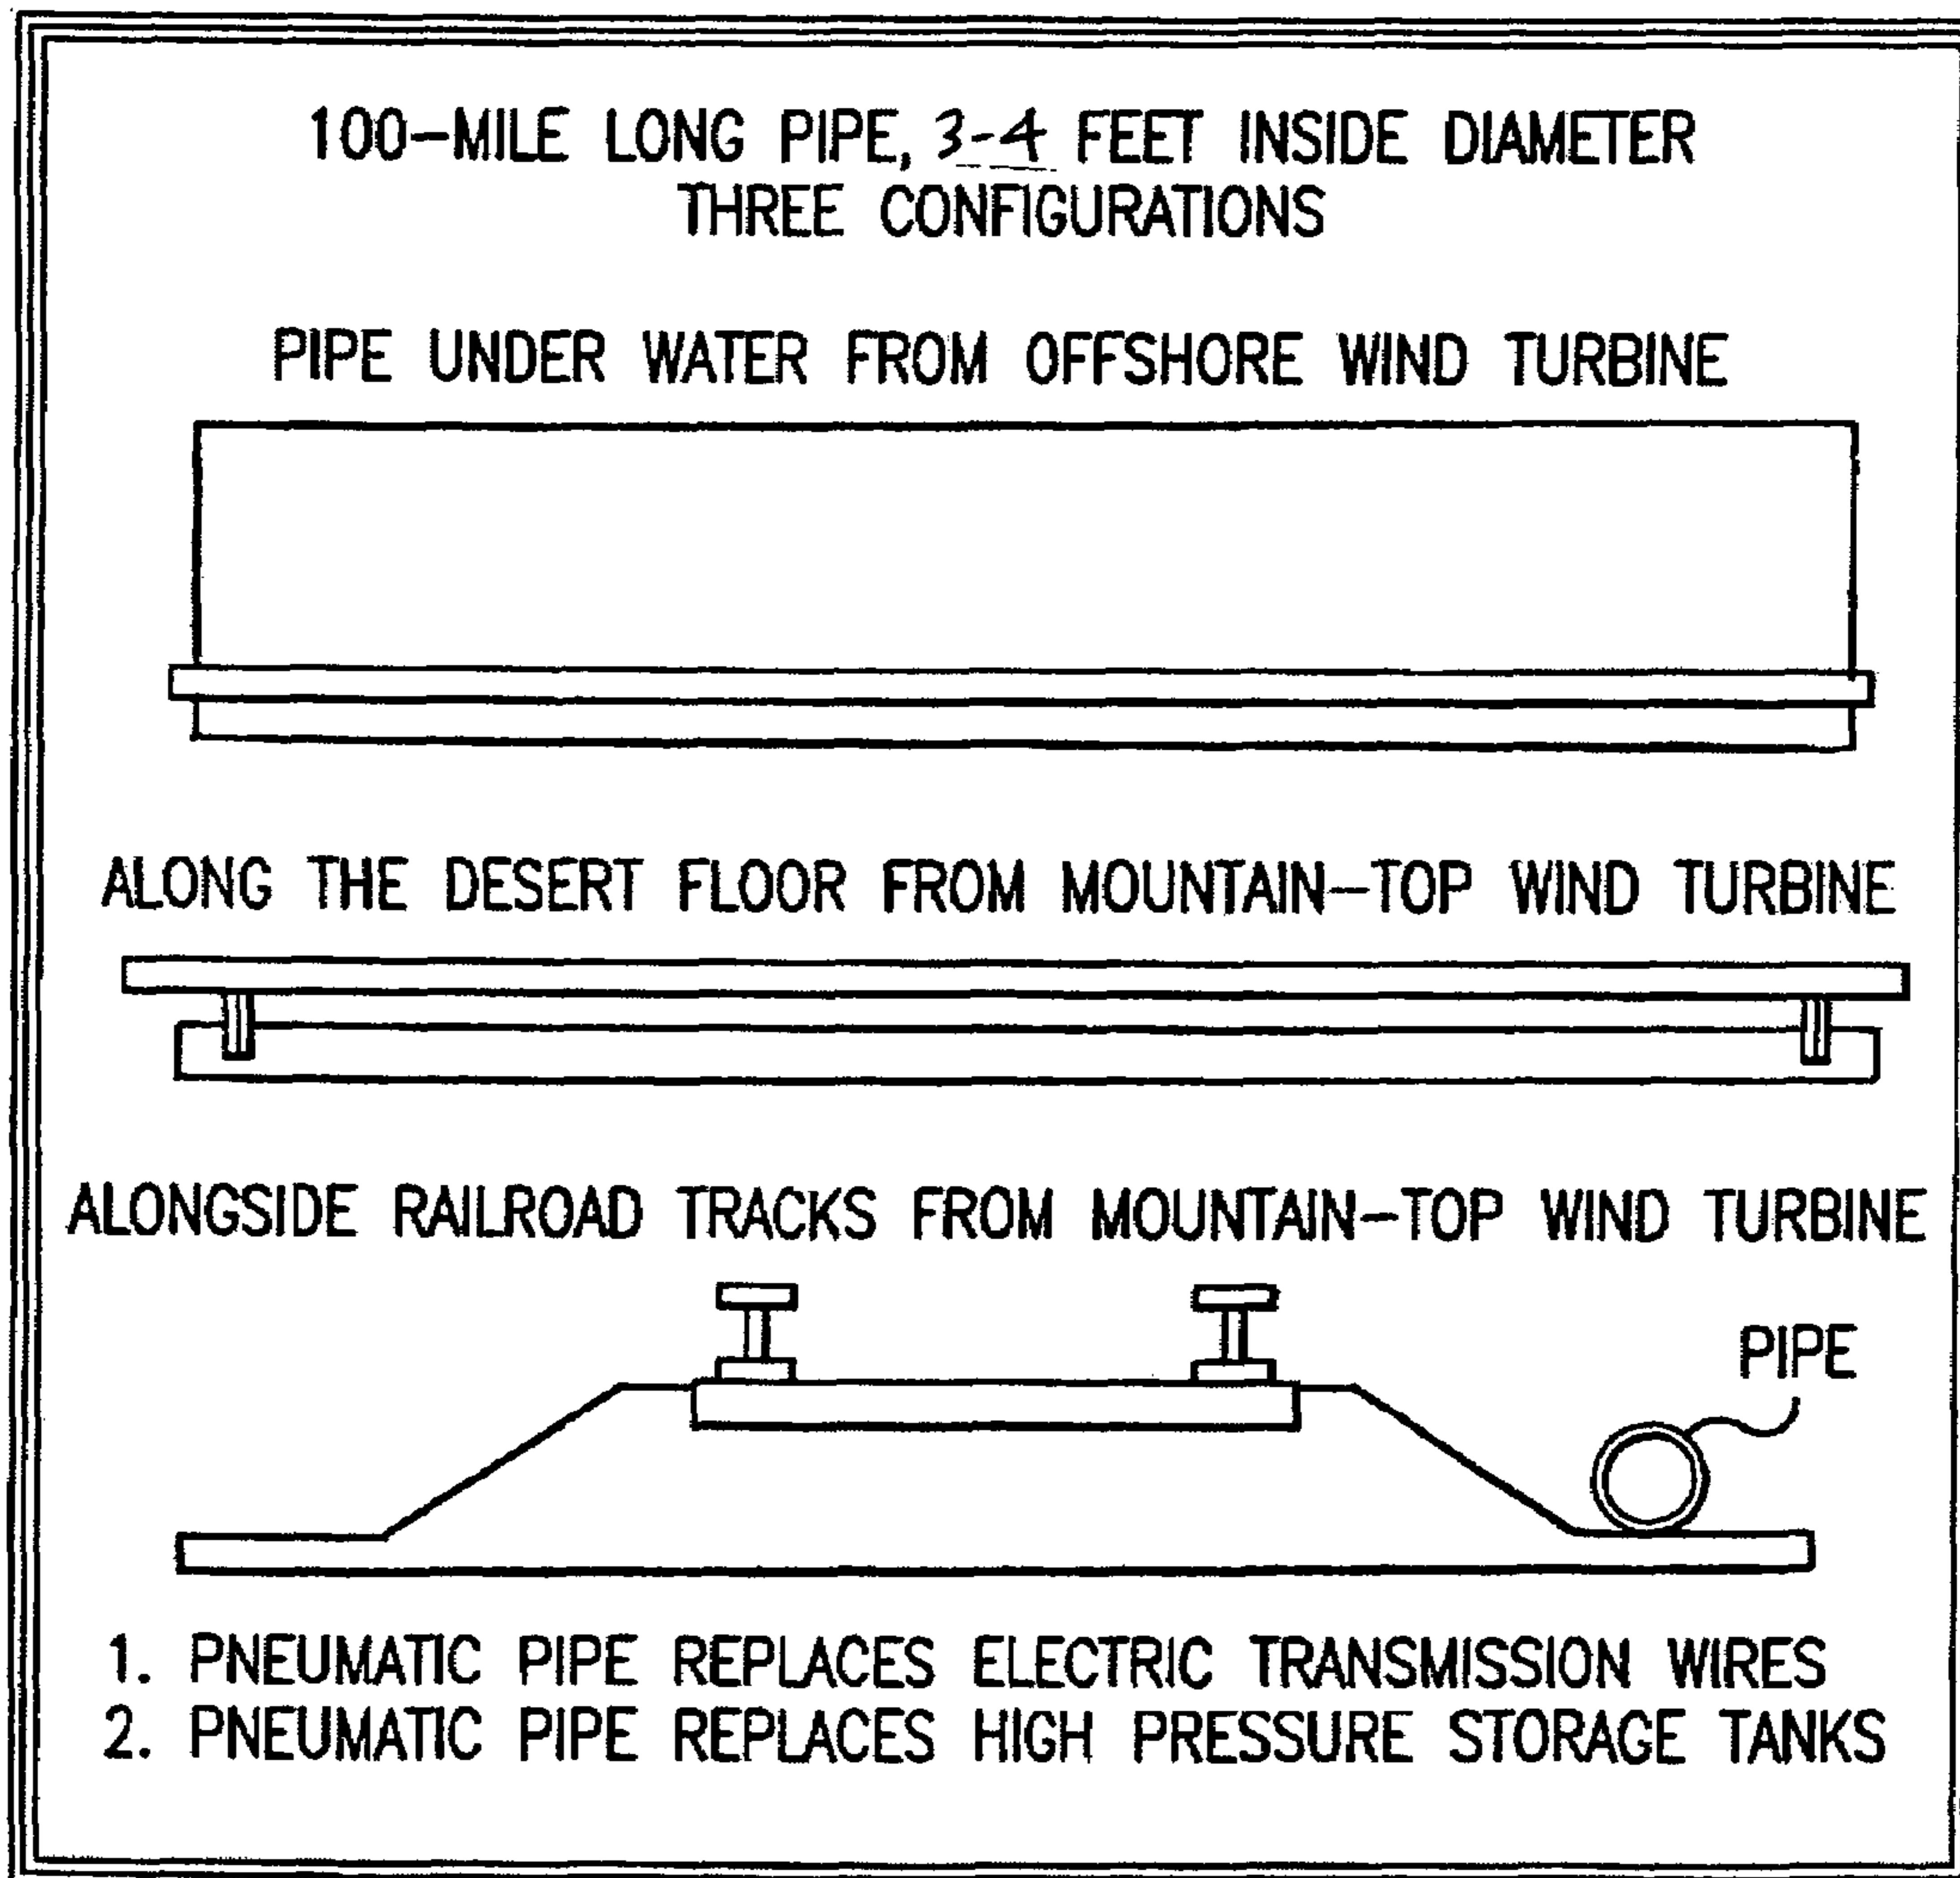 100-MILE LONG PIPE, 3-4 FEET INSIDE DIAMETER
THREE CONFIGURATIONS
PIPE UNDER WATER FROM OFFSHORE WIND TURBINE
ALONG THE DESERT FLOOR FROM MOUNTAIN-TOP WIND TURBINE
ALONGSIDE RAILROAD TRACKS FROM MOUNTAIN-TOP WIND TURBINE
PIPE
1. PNEUMATIC PIPE REPLACES ELECTRIC TRANSMISSION WIRES
2. PNEUMATIC PIPE REPLACES HIGH PRESSURE STORAGE TANKS